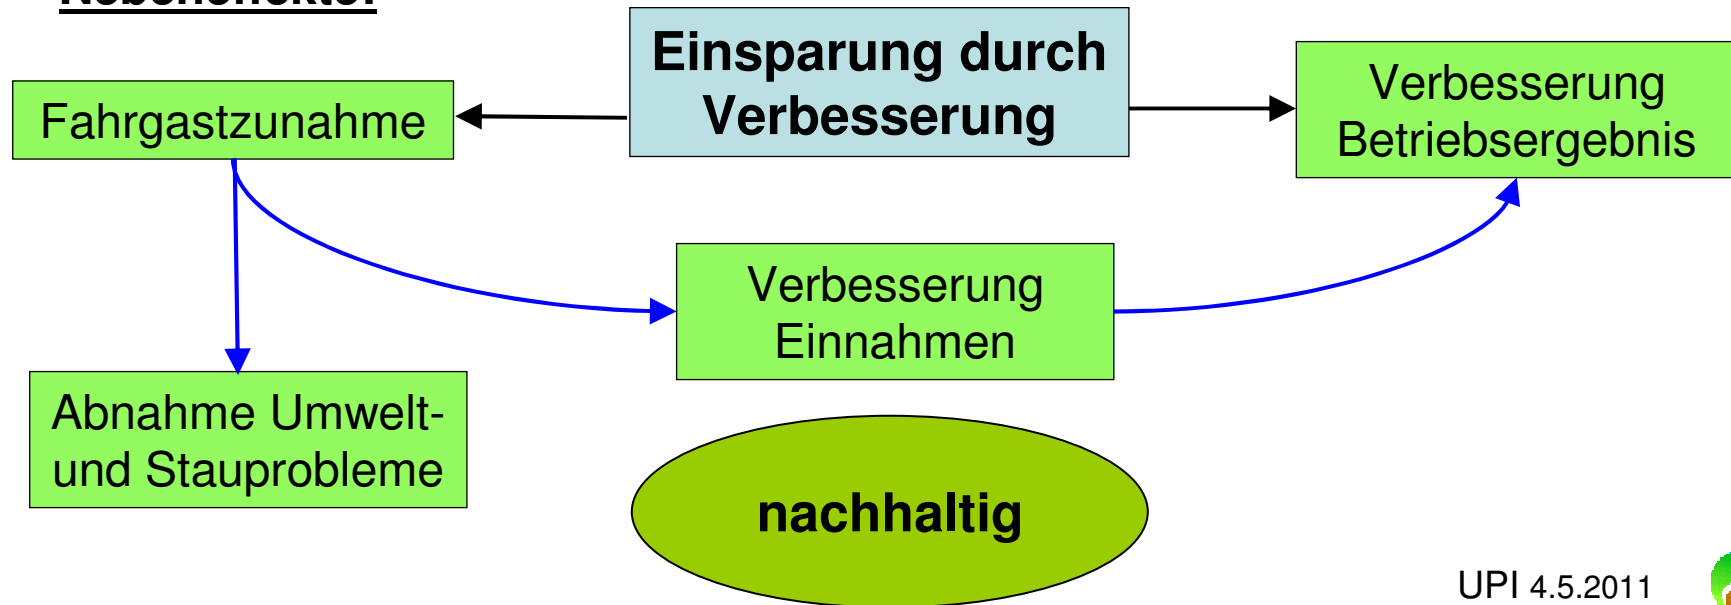 Einsparung durch
Verbesserung
Verbesserung
Betriebsergebnis
Fahrgastzunahme
Verbesserung
Einnahmen
Abnahme Umwelt-
und Stauprobleme
nachhaltig
UPI 4.5.2011